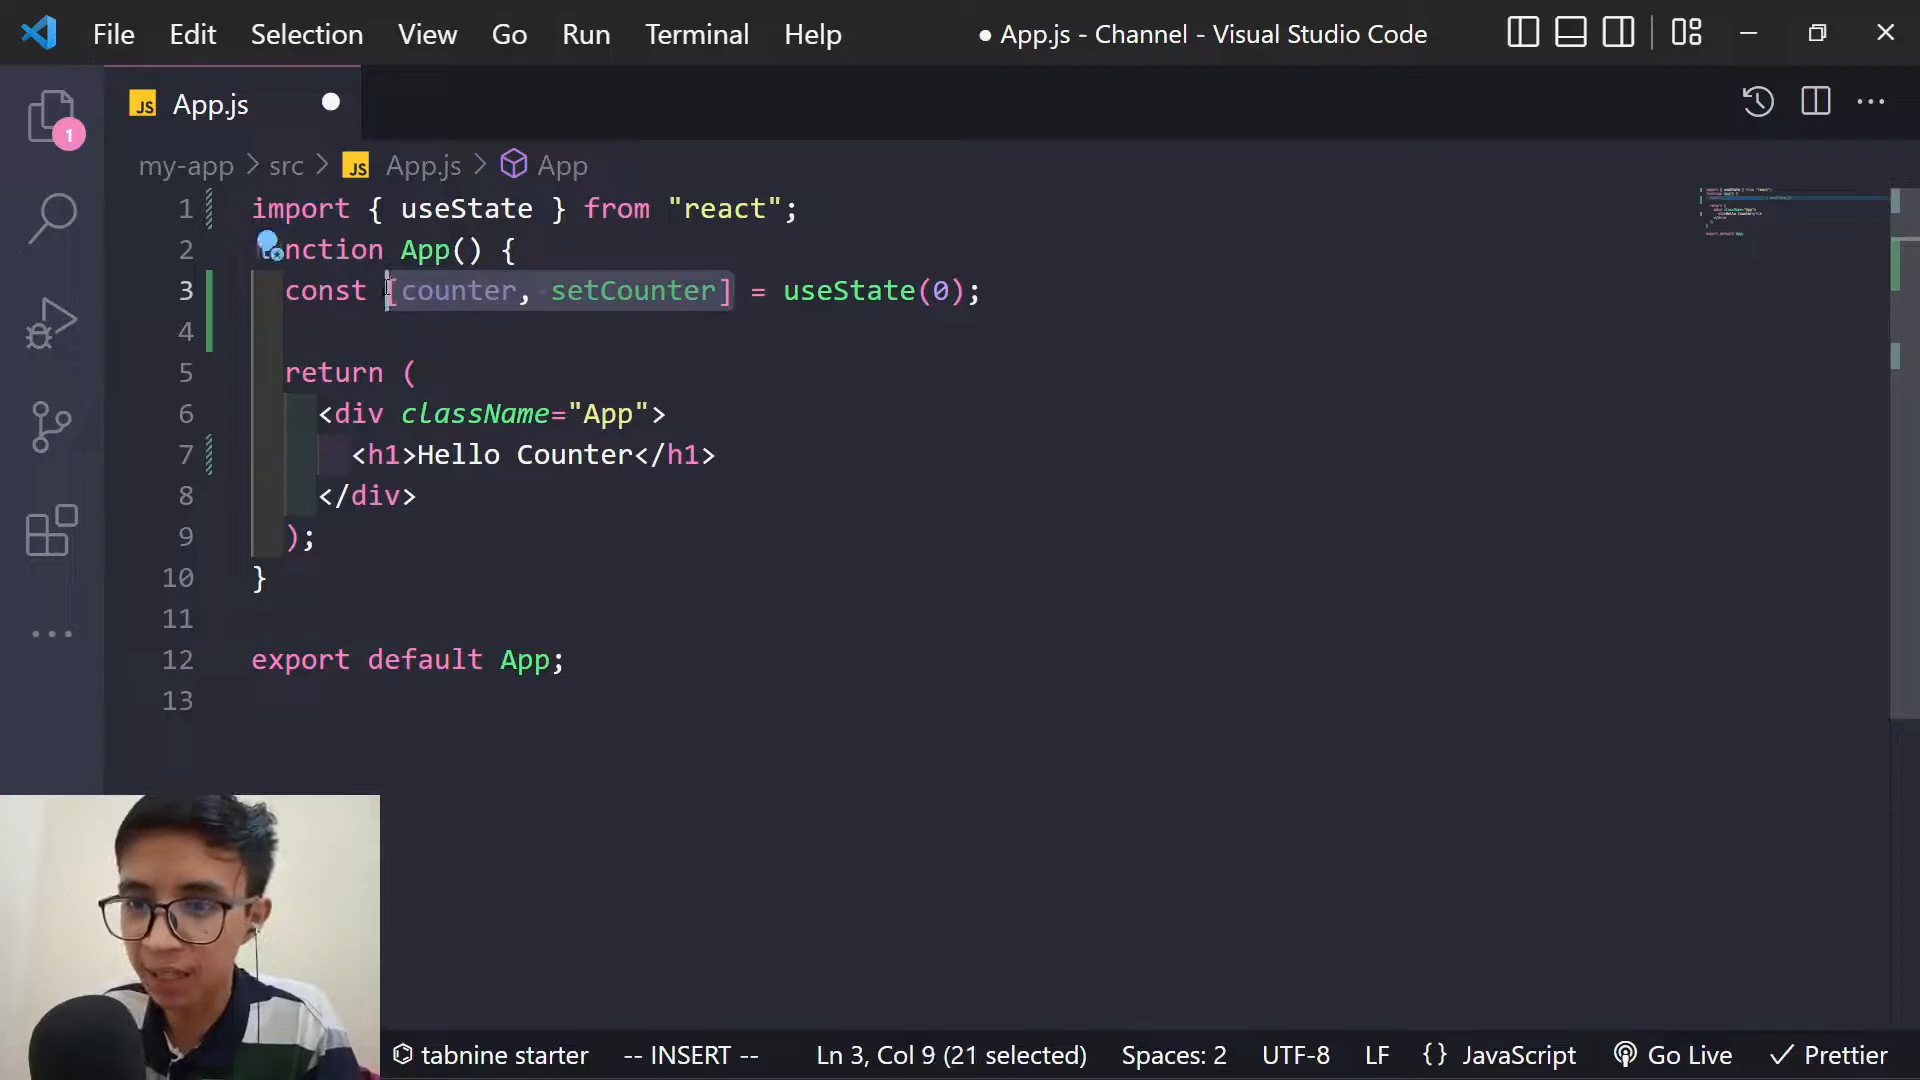 File Edit Selection View Go Run Terminal Help ● App.js - Channel - Visual Studio Code
JS App.js
1
my-app > src > JS App.js > App
1 import { useState } from "react";
2 nction App() {
3 const [counter, setCounter] = useState(0);
4
5 return (
6 <div className="App">
7 <h1>Hello Counter</h1>
8 </div>
9 );
10 }
11
12 export default App;
13
tabnine starter -- INSERT -- Ln 3, Col 9 (21 selected) Spaces: 2 UTF-8 LF {} JavaScript Go Live ✓ Prettier